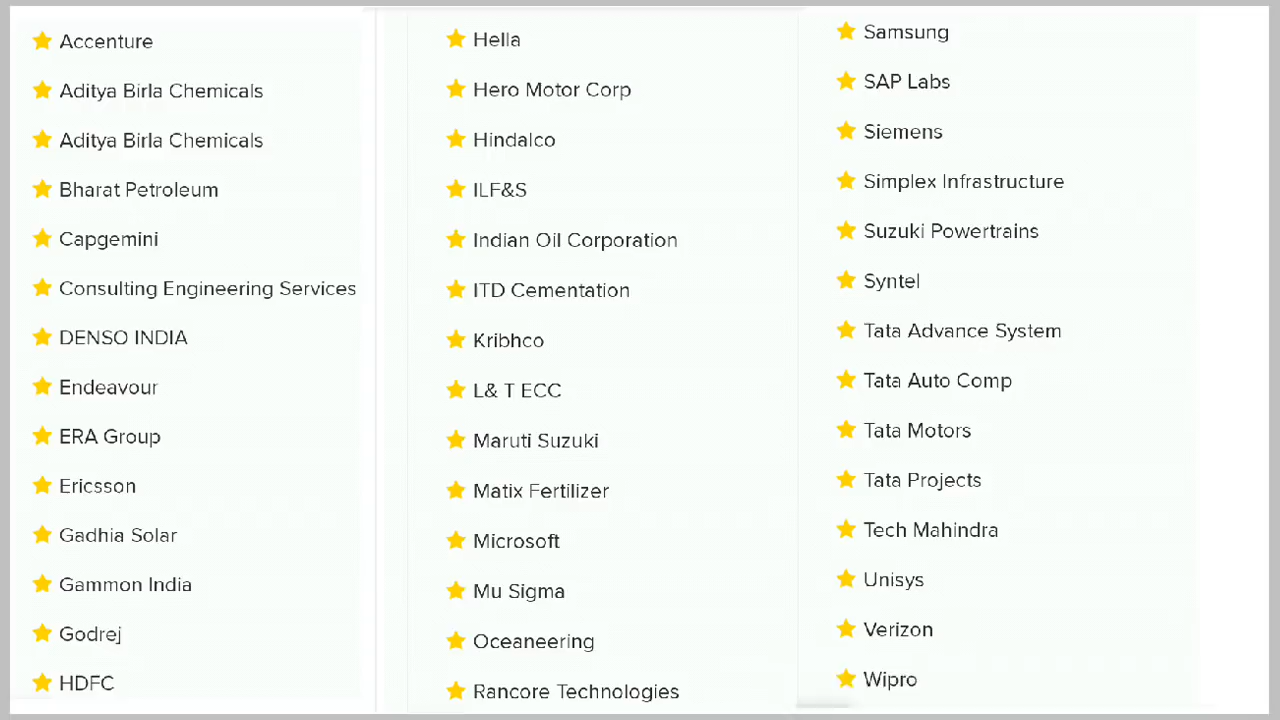 Accenture
Aditya Birla Chemicals
Aditya Birla Chemicals
Bharat Petroleum
Capgemini
Consulting Engineering Services
DENSO INDIA
Endeavour
ERA Group
Ericsson
Gadhia Solar
Gammon India
Godrej
HDFC
Hella
Hero Motor Corp
Hindalco
ILF&S
Indian Oil Corporation
ITD Cementation
Kribhco
L& T ECC
Maruti Suzuki
Matix Fertilizer
Microsoft
Mu Sigma
Oceaneering
Rancore Technologies
Samsung
SAP Labs
Siemens
Simplex Infrastructure
Suzuki Powertrains
Syntel
Tata Advance System
Tata Auto Comp
Tata Motors
Tata Projects
Tech Mahindra
Unisys
Verizon
Wipro